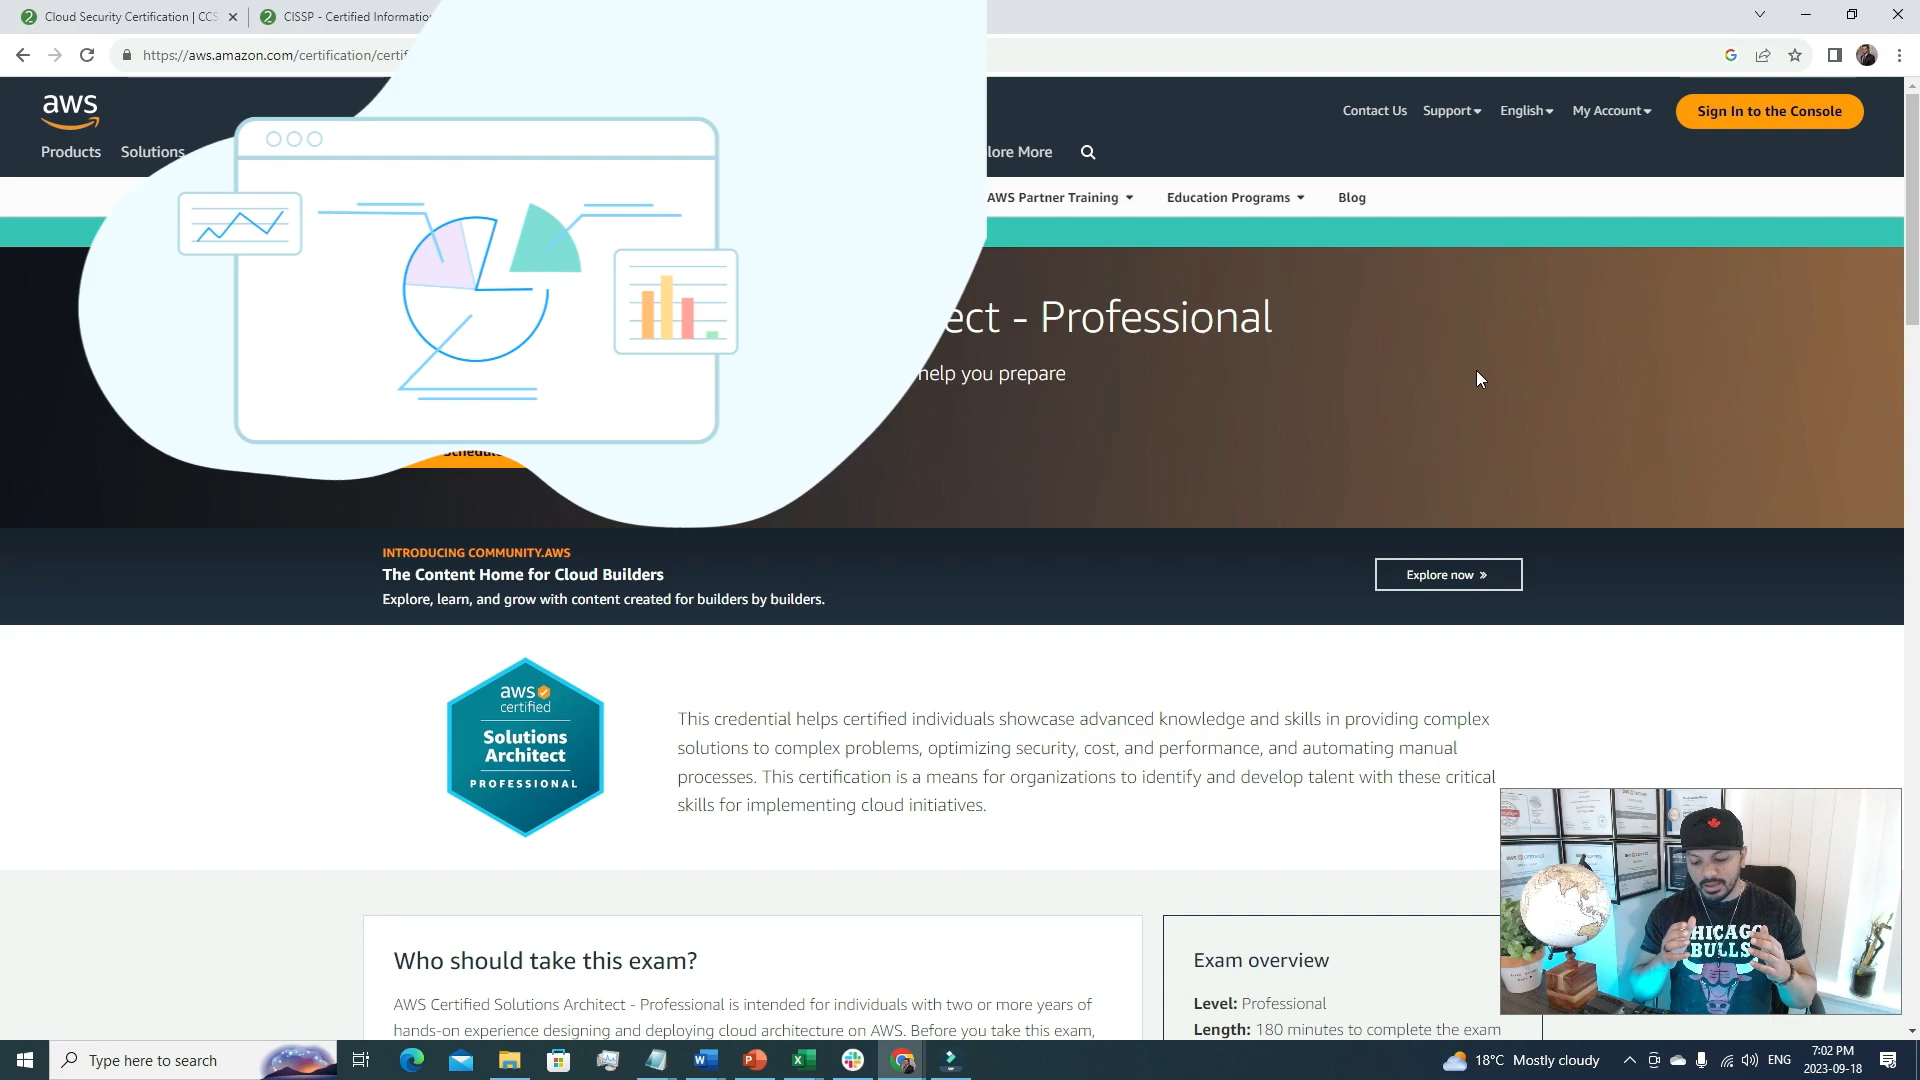 Cloud Security Certification | CCS
CISSP - Certified Informatio
https://aws.amazon.com/certification/certif
aws
Contact Us
Support
English
My Account
Sign In to the Console
Products
Solutions
lore More
AWS Partner Training
Education Programs
Blog
ect - Professional
help you prepare
Schedul
INTRODUCING COMMUNITY.AWS
The Content Home for Cloud Builders
Explore, learn, and grow with content created for builders by builders.
Explore now »
aws
certified
Solutions
Architect
PROFESSIONAL
This credential helps certified individuals showcase advanced knowledge and skills in providing complex
solutions to complex problems, optimizing security, cost, and performance, and automating manual
processes. This certification is a means for organizations to identify and develop talent with these critical
skills for implementing cloud initiatives.
Who should take this exam?
AWS Certified Solutions Architect - Professional is intended for individuals with two or more years of
hands-on experience designing and deploying cloud architecture on AWS. Before you take this exam,
Exam overview
Level: Professional
Length: 180 minutes to complete the exam
HICAGO
BULLS
Type here to search
18°C Mostly cloudy
ENG
7:02 PM
2023-09-18